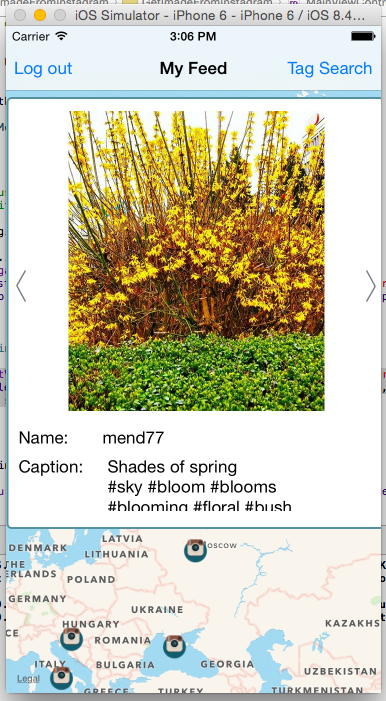 iOS Simulator - iPhone 6 - iPhone 6 / iOS 8.4...
Carrier 3:06 PM
Log out My Feed Tag Search
Name: mend77
Caption: Shades of spring
#sky #bloom #blooms
#blooming #floral #bush
DENMARK
LATVIA
LITHUANIA
POLAND
GERMANY
UKRAINE
KAZAKHS
HUNGARY
ROMANIA
ITALY
BULGARIA
GEORGIA
UZBEKISTAN
Legal
GREECE
TURKEY
TURKMENISTAN